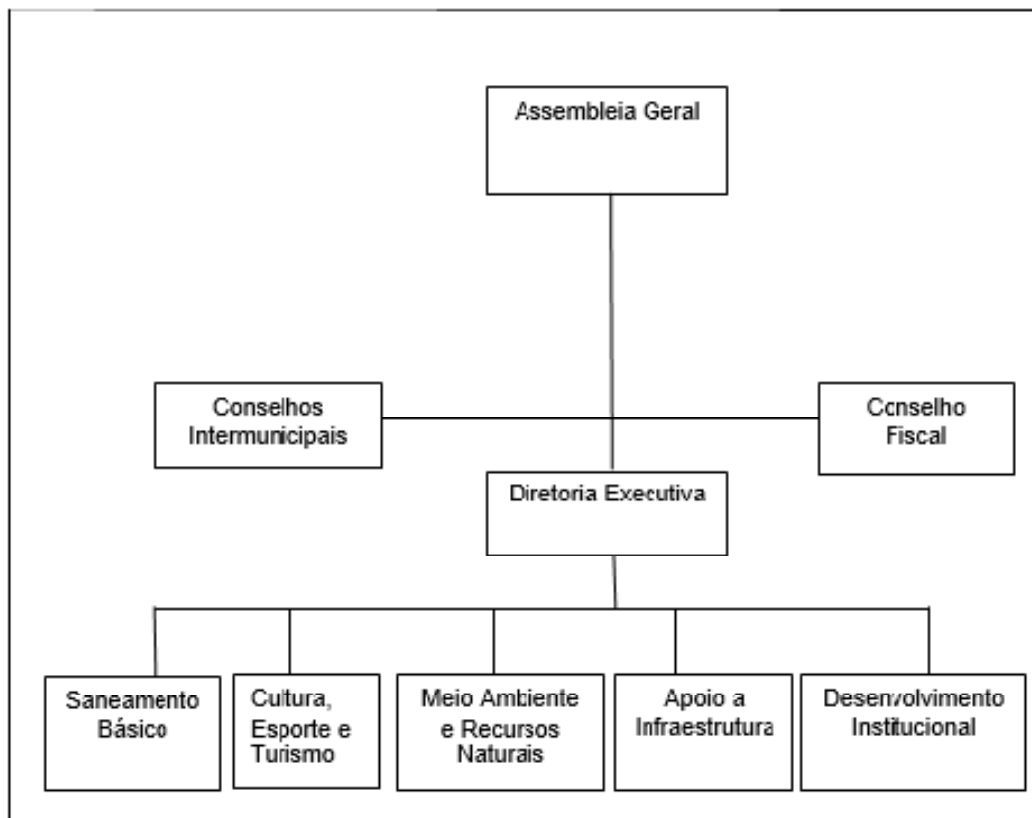 Assembleia Geral
Conselhos
Intermunicipais
Conselho
Fiscal
Diretoria Executiva
Saneamento
Básico
Cultura,
Esporte e
Turismo
Meio Ambiente
e Recursos
Naturais
Apoio a
Infraestrutura
Desenvolvimento
Institucional